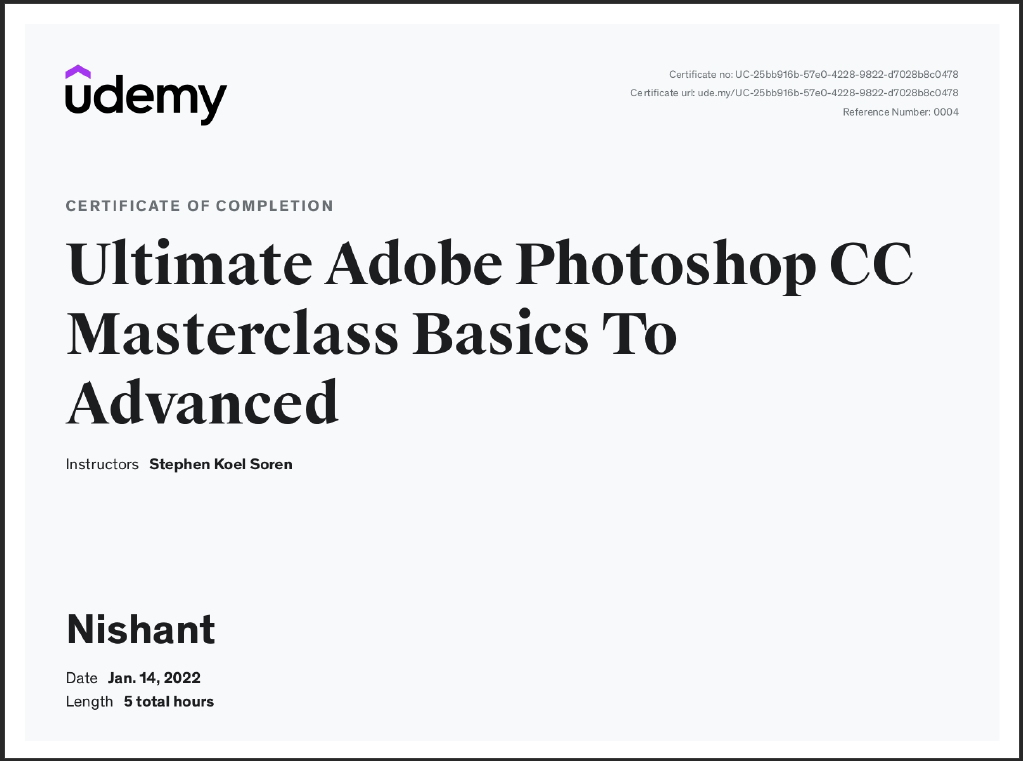 udemy
Certificate no: UC-25bb916b-57e0-4228-9822-d7028b8c0478
Certificate url: ude.my/UC-25bb916b-57e0-4228-9822-d7028b8c0478
Reference Number: 0004
CERTIFICATE OF COMPLETION
Ultimate Adobe Photoshop CC
Masterclass Basics To
Advanced
Instructors Stephen Koel Soren
Nishant
Date Jan. 14, 2022
Length 5 total hours